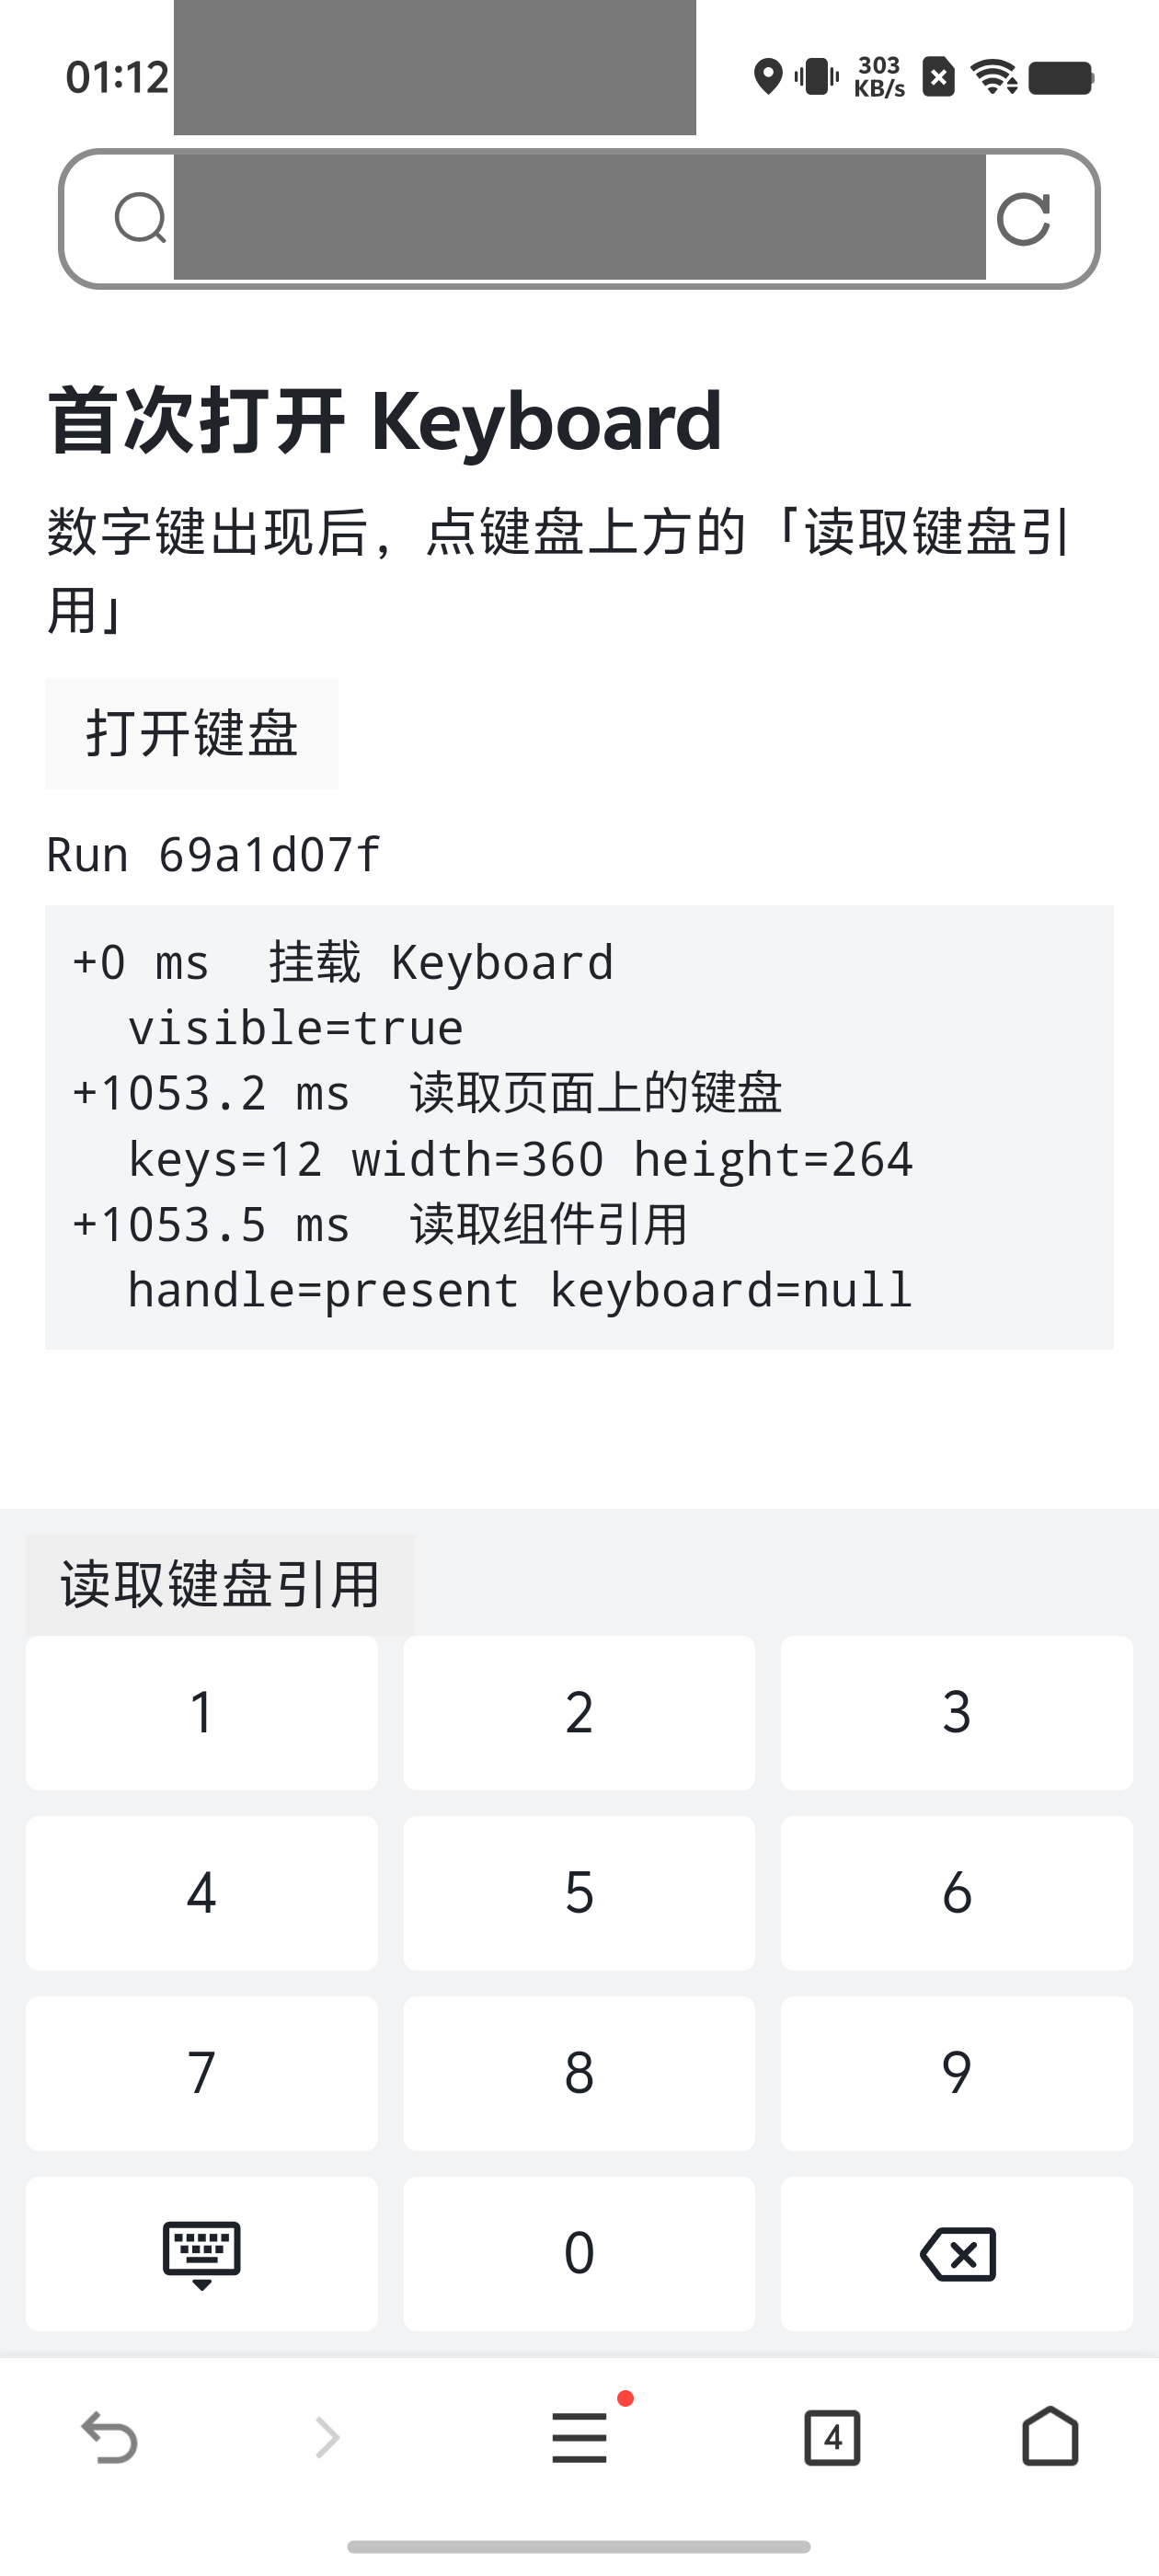 01:12
303
KB/s
首次打开 Keyboard
数字键出现后，点键盘上方的「读取键盘引
用」
打开键盘
Run 69a1d07f
+0 ms  挂载 Keyboard
  visible=true
+1053.2 ms  读取页面上的键盘
  keys=12 width=360 height=264
+1053.5 ms  读取组件引用
  handle=present keyboard=null
读取键盘引用
1 2 3
4 5 6
7 8 9
0
4